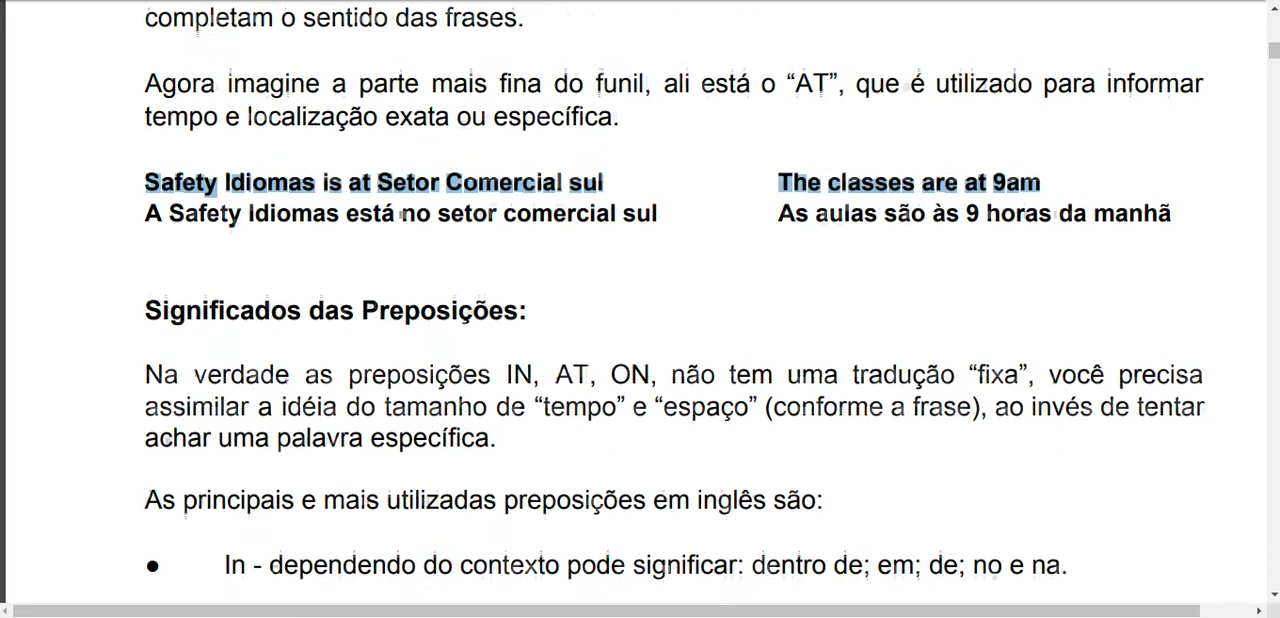 completam o sentido das frases.
Agora imagine a parte mais fina do funil, ali está o “AT”, que é utilizado para informar
tempo e localização exata ou específica.
Safety Idiomas is at Setor Comercial sul The classes are at 9am
A Safety Idiomas está no setor comercial sul As aulas são às 9 horas da manhã
Significados das Preposições:
Na verdade as preposições IN, AT, ON, não tem uma tradução “fixa”, você precisa
assimilar a idéia do tamanho de “tempo” e “espaço” (conforme a frase), ao invés de tentar
achar uma palavra específica.
As principais e mais utilizadas preposições em inglês são:
● In - dependendo do contexto pode significar: dentro de; em; de; no e na.